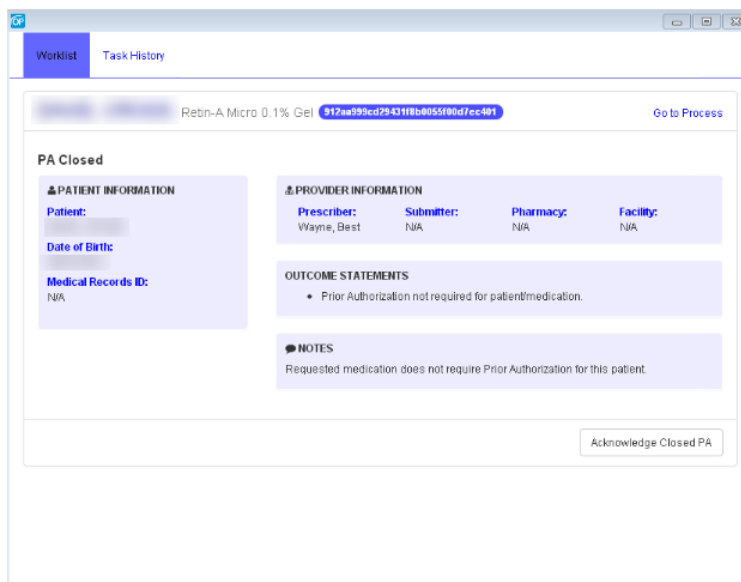 OP
Worklist
Task History
Retin-A Micro 0.1% Gel 912aa999cd29431f8b0055f00d7ec401
Go to Process
PA Closed
PATIENT INFORMATION
Patient:
Date of Birth:
Medical Records ID:
N/A
PROVIDER INFORMATION
Prescriber: Submitter: Pharmacy: Facility:
Wayne, Best N/A N/A N/A
OUTCOME STATEMENTS
• Prior Authorization not required for patient/medication.
NOTES
Requested medication does not require Prior Authorization for this patient.
Acknowledge Closed PA